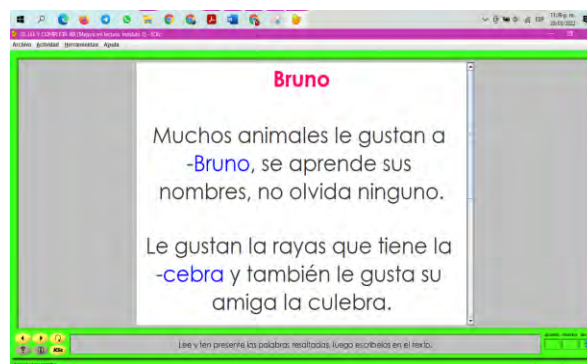 Archivo Actividad Herramientas Ayuda
Bruno
Muchos animales le gustan a
-Bruno, se aprende sus
nombres, no olvida ninguno.
Le gustan la rayas que tiene la
-cebra y también le gusta su
amiga la culebra.
Lee y ten presente las palabras resaltadas, luego escríbelas en el texto.